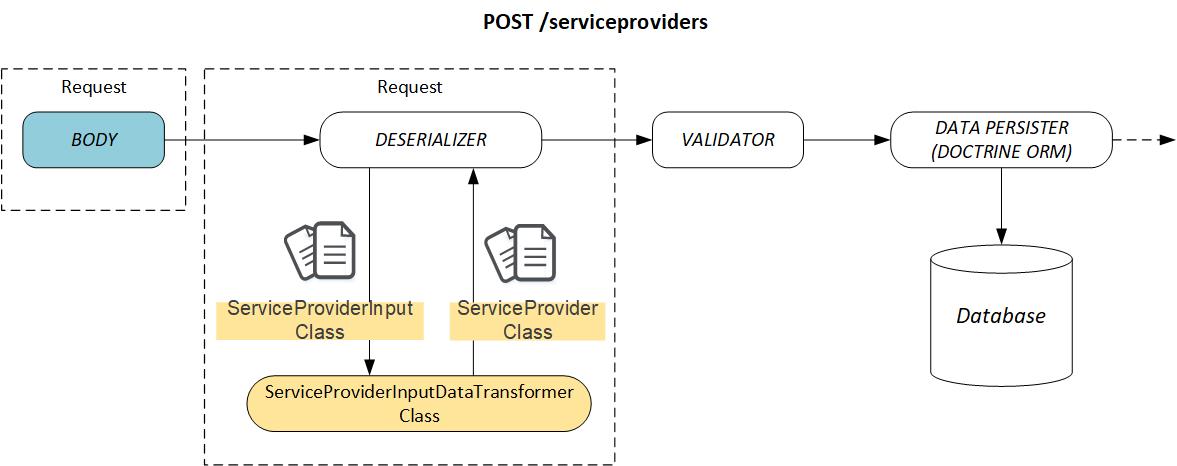 POST /serviceproviders
Request
BODY
Request
DESERIALIZER
VALIDATOR
DATA PERSISTER
(DOCTRINE ORM)
ServiceProviderInput
Class
ServiceProvider
Class
Database
ServiceProviderInputDataTransformer
Class